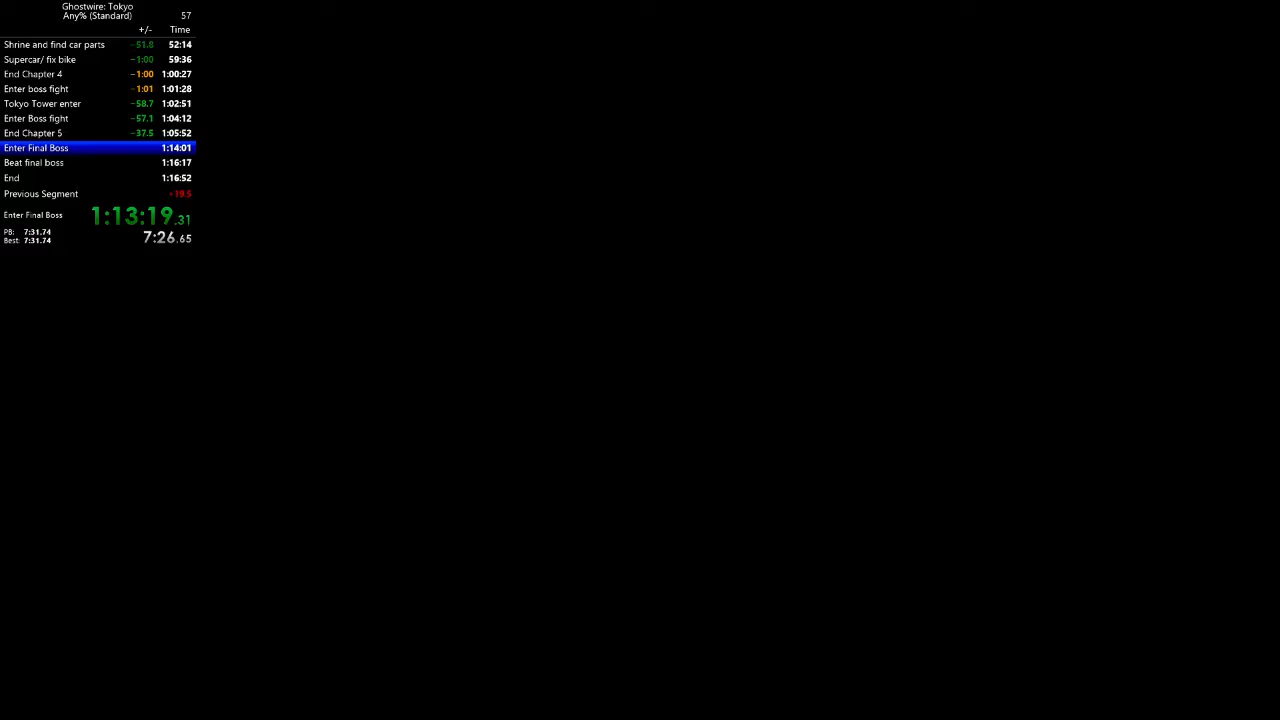 Ghostwire: Tokyo
Any% (Standard) 57
+/- Time
Shrine and find car parts −51.8 52:14
Supercar/ fix bike −1:00 59:36
End Chapter 4 −1:00 1:00:27
Enter boss fight −1:01 1:01:28
Tokyo Tower enter −58.7 1:02:51
Enter Boss fight −57.1 1:04:12
End Chapter 5 −37.5 1:05:52
Enter Final Boss 1:14:01
Beat final boss 1:16:17
End 1:16:52
Previous Segment +19.5
Enter Final Boss 1:13:19.31
PB: 7:31.74
Best: 7:31.74 7:26.65